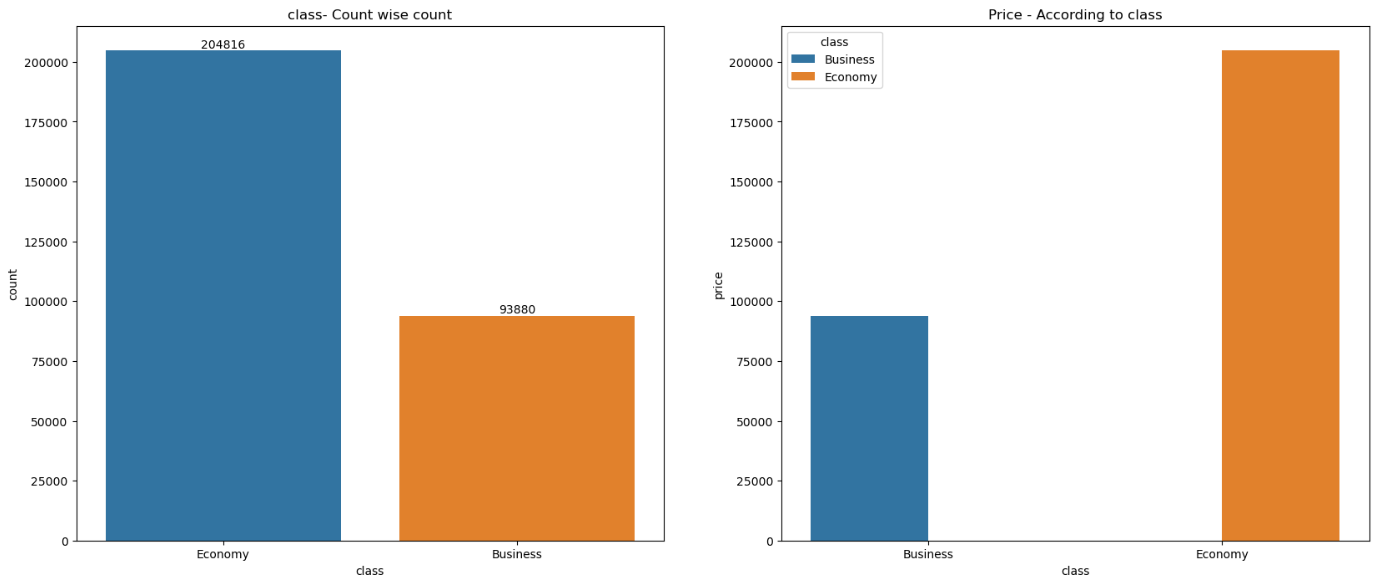 class- Count wise count
204816
93880
200000
175000
150000
125000
100000
75000
50000
25000
0
count
Economy
Business
class
Price - According to class
class
Business
Economy
200000
175000
150000
125000
100000
75000
50000
25000
0
price
Business
Economy
class